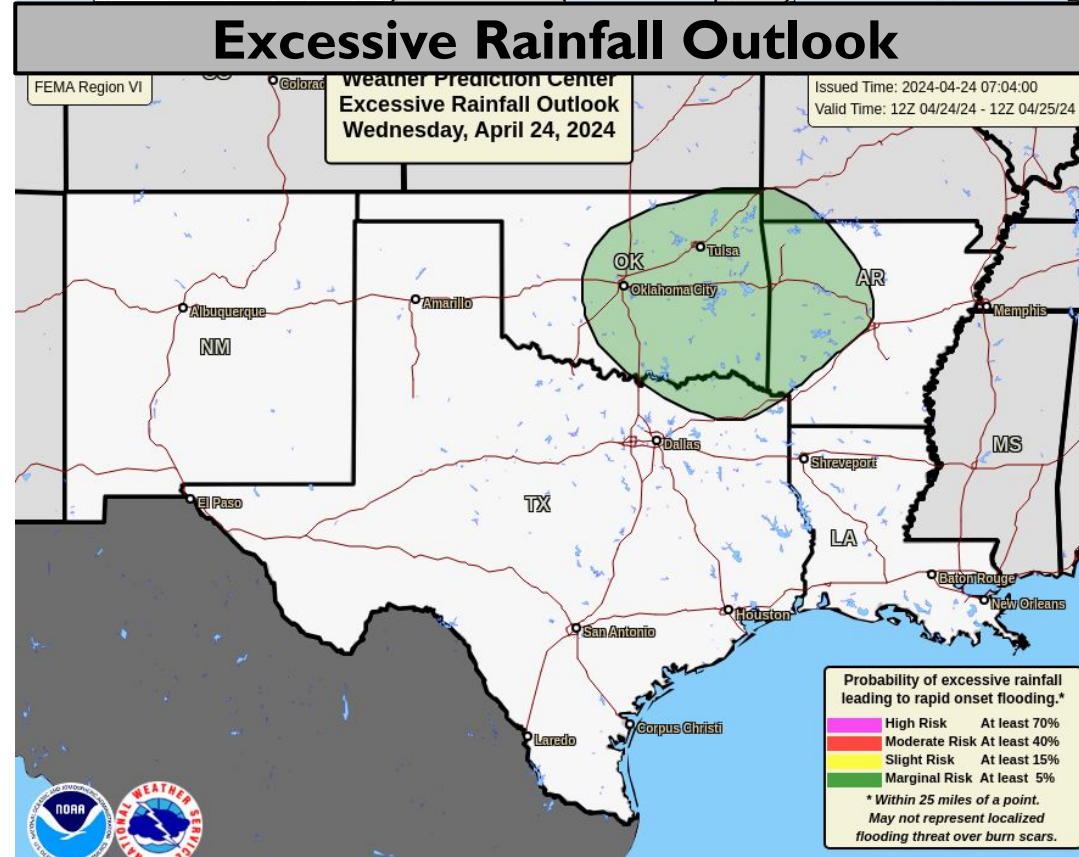 Excessive Rainfall Outlook
FEMA Region VI
Weather Prediction Center
Excessive Rainfall Outlook
Wednesday, April 24, 2024
Issued Time: 2024-04-24 07:04:00
Valid Time: 12Z 04/24/24 - 12Z 04/25/24
Colorad
Tulsa
OK
Oklahoma City
AR
Amarillo
Albuquerque
Memphis
NM
Dallas
MS
Shreveport
El Paso
TX
LA
Baton Rouge
New Orleans
Houston
San Antonio
Corpus Christi
Laredo
Probability of excessive rainfall
leading to rapid onset flooding.*
High Risk At least 70%
Moderate Risk At least 40%
Slight Risk At least 15%
Marginal Risk At least 5%
* Within 25 miles of a point.
May not represent localized
flooding threat over burn scars.
NOAA
NATIONAL WEATHER SERVICE